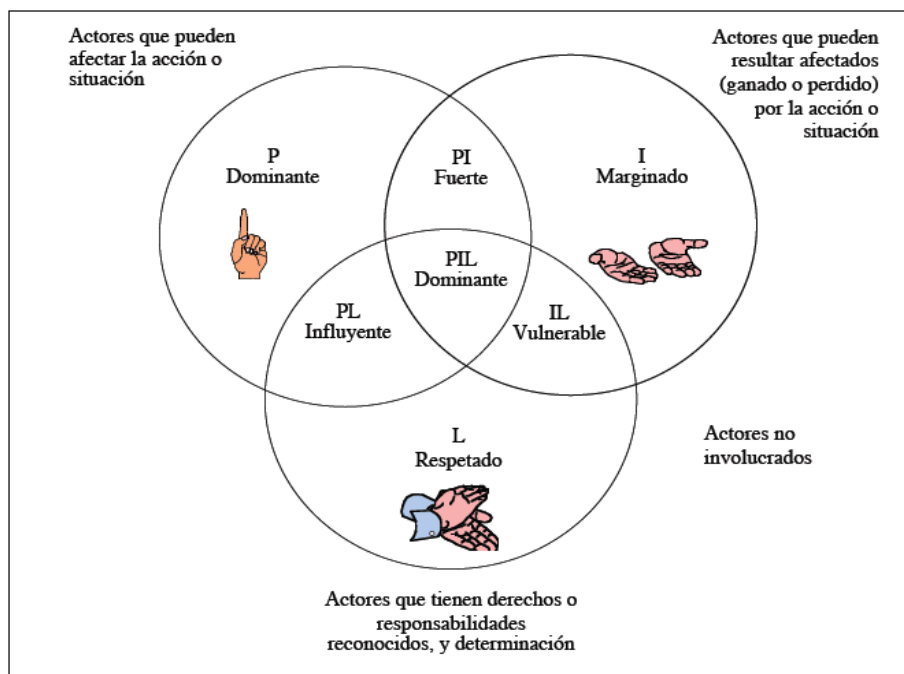 Actores que pueden
afectar la acción o
situación
Actores que pueden
resultar afectados
(ganado o perdido)
por la acción o
situación
P
Dominante
PI
Fuerte
I
Marginado
PIL
Dominante
PL
Influyente
IL
Vulnerable
L
Respetado
Actores no
involucrados
Actores que tienen derechos o
responsabilidades
reconocidos, y determinación